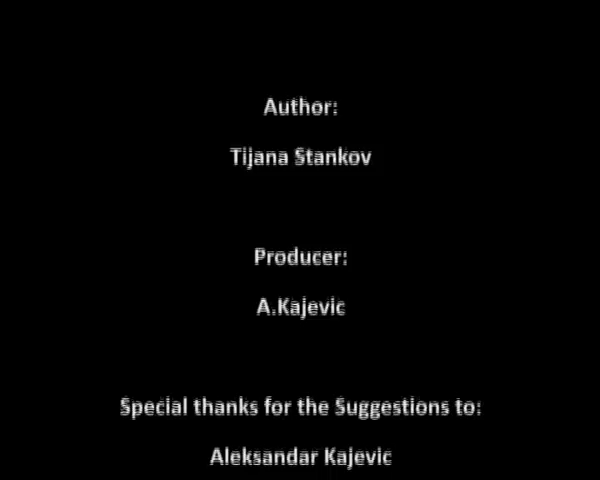 Author:
Tijana Stankov
Producer:
A.Kajevic
Special thanks for the Suggestions to:
Aleksandar Kajevic